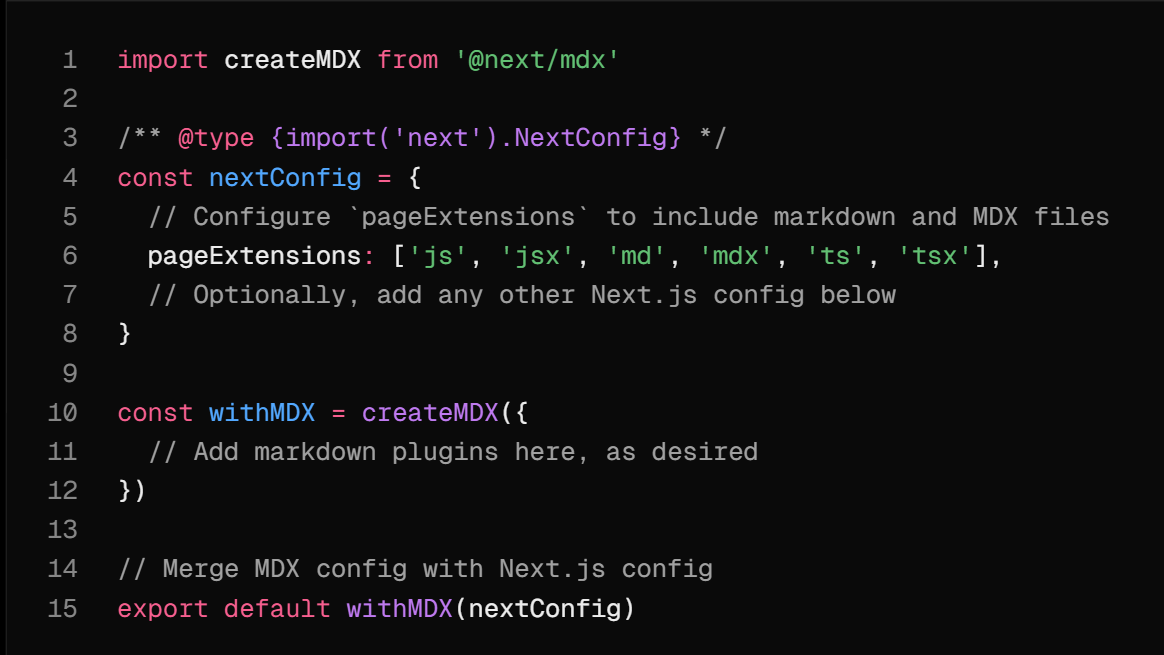 1 import createMDX from '@next/mdx'
2
3 /** @type {import('next').NextConfig} */
4 const nextConfig = {
5   // Configure `pageExtensions` to include markdown and MDX files
6   pageExtensions: ['js', 'jsx', 'md', 'mdx', 'ts', 'tsx'],
7   // Optionally, add any other Next.js config below
8 }
9
10 const withMDX = createMDX({
11   // Add markdown plugins here, as desired
12 })
13
14 // Merge MDX config with Next.js config
15 export default withMDX(nextConfig)